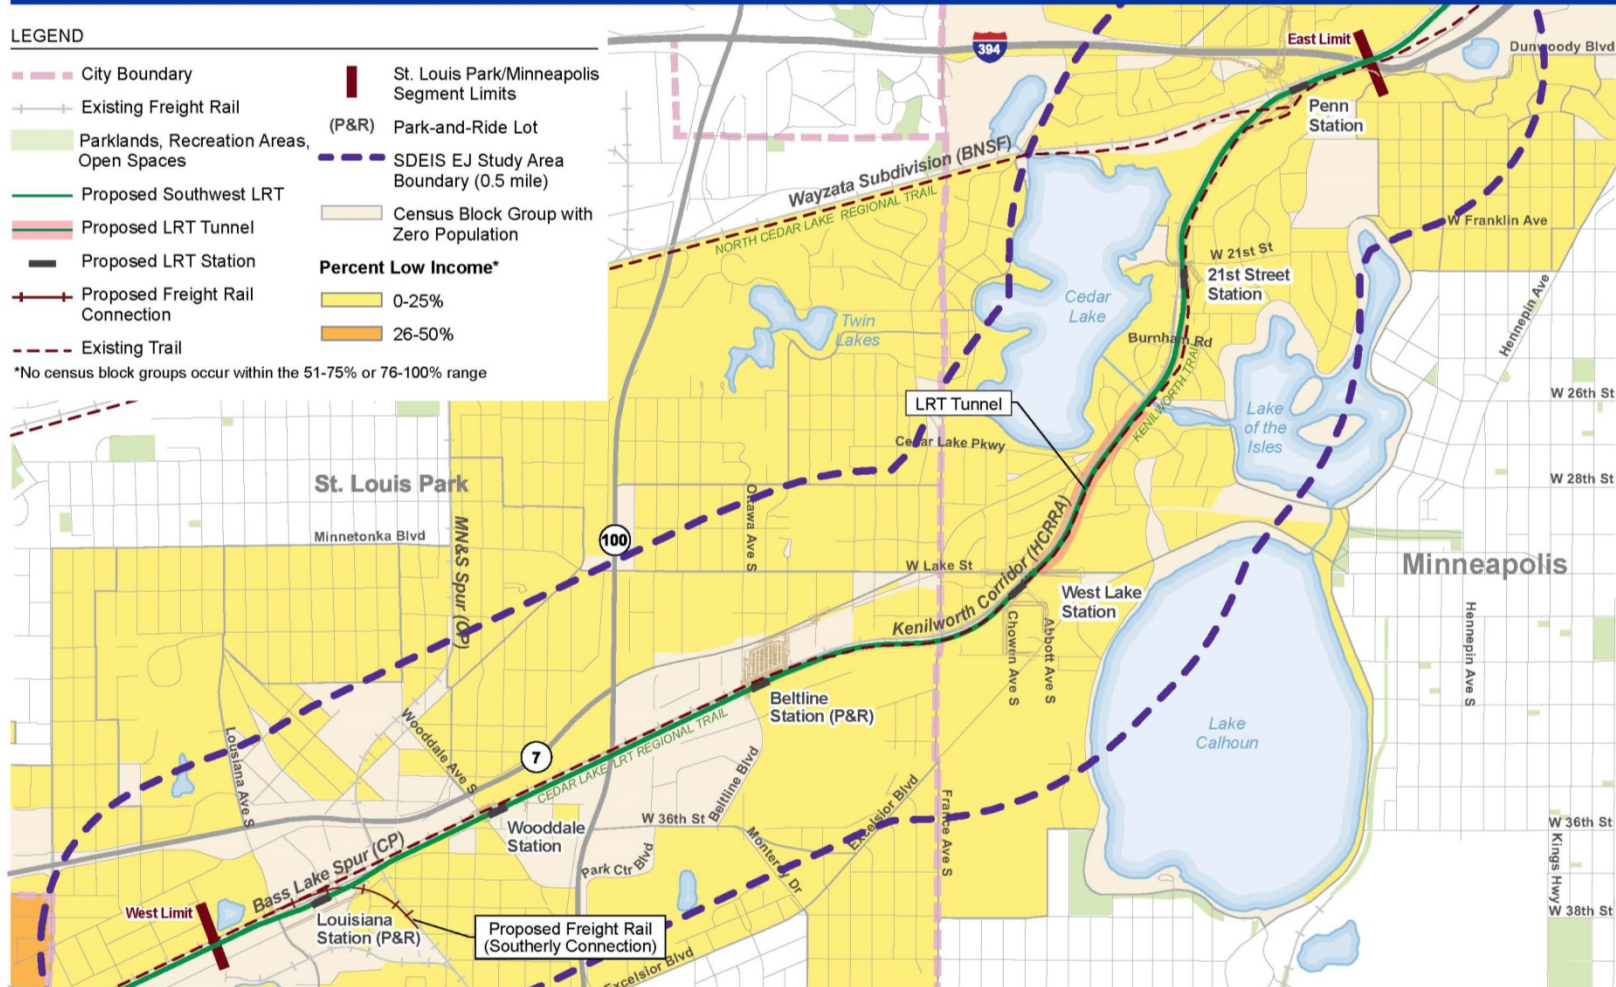 LEGEND
City Boundary
Existing Freight Rail
Parklands, Recreation Areas,
Open Spaces
Proposed Southwest LRT
Proposed LRT Tunnel
Proposed LRT Station
Proposed Freight Rail
Connection
Existing Trail
St. Louis Park/Minneapolis
Segment Limits
(P&R)
Park-and-Ride Lot
SDEIS EJ Study Area
Boundary (0.5 mile)
Census Block Group with
Zero Population
Percent Low Income*
0-25%
26-50%
*No census block groups occur within the 51-75% or 76-100% range
394
East Limit
Dunwoody Blvd
Penn
Station
Wayzata Subdivision (BNSF)
NORTH CEDAR LAKE REGIONAL TRAIL
W Franklin Ave
W 21st St
21st Street
Station
Cedar
Lake
Twin
Lakes
Burnham Rd
Hennepin Ave
KENILWORTH TRAIL
LRT Tunnel
W 26th St
Lake
of the
Isles
Cedar Lake Pkwy
St. Louis Park
W 28th St
Ottawa Ave S
MN&S Spur (CP)
Minnetonka Blvd
100
W Lake St
Kenilworth Corridor (HCRRA)
Minneapolis
West Lake
Station
Chowen Ave S
Abbott Ave S
Hennepin Ave S
Beltline
Station (P&R)
Lake
Calhoun
Louisiana Ave S
Wooddale Ave S
7
CEDAR LAKE LRT REGIONAL TRAIL
Beltline Blvd
Excelsior Blvd
France Ave S
W 36th St
W 36th St
Wooddale
Station
Monterey Dr
Park Ctr Blvd
Kings Hwy
Bass Lake Spur (CP)
West Limit
Louisiana
Station (P&R)
W 38th St
Proposed Freight Rail
(Southerly Connection)
Excelsior Blvd